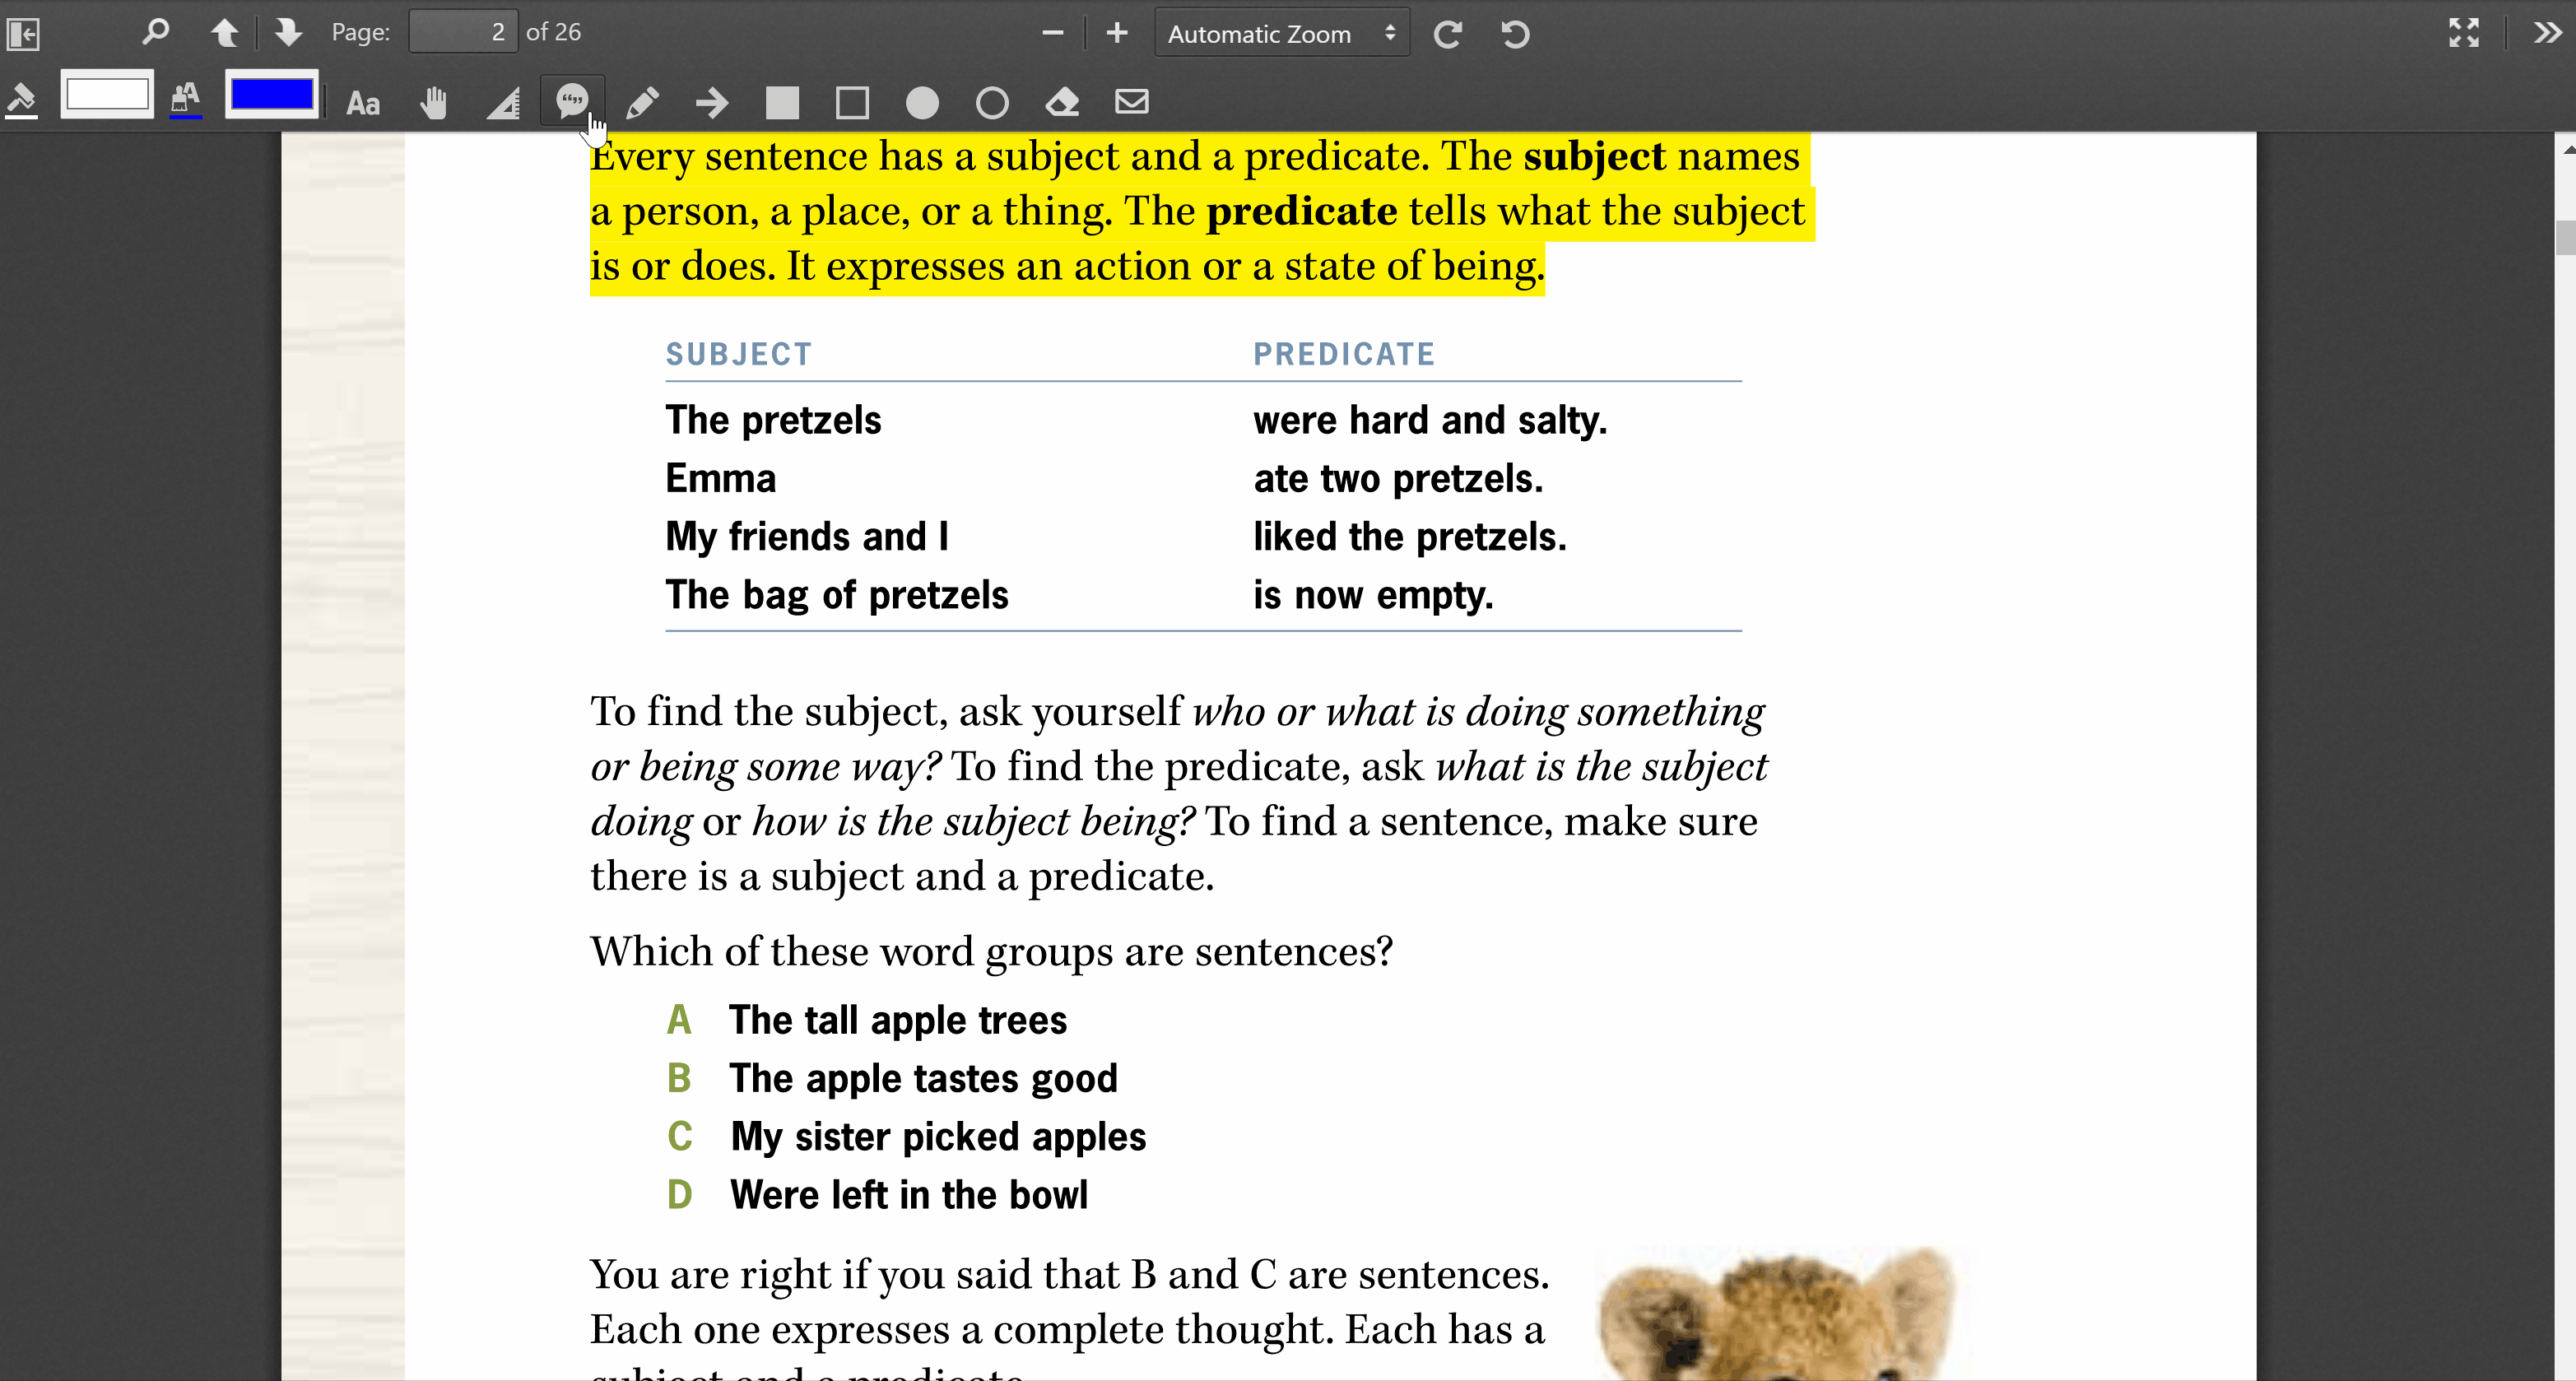 Page: 2 of 26 Automatic Zoom
Aa
Every sentence has a subject and a predicate. The subject names
a person, a place, or a thing. The predicate tells what the subject
is or does. It expresses an action or a state of being.
SUBJECT PREDICATE
The pretzels were hard and salty.
Emma ate two pretzels.
My friends and I liked the pretzels.
The bag of pretzels is now empty.
To find the subject, ask yourself who or what is doing something
or being some way? To find the predicate, ask what is the subject
doing or how is the subject being? To find a sentence, make sure
there is a subject and a predicate.
Which of these word groups are sentences?
A The tall apple trees
B The apple tastes good
C My sister picked apples
D Were left in the bowl
You are right if you said that B and C are sentences.
Each one expresses a complete thought. Each has a
subject and a predicate.